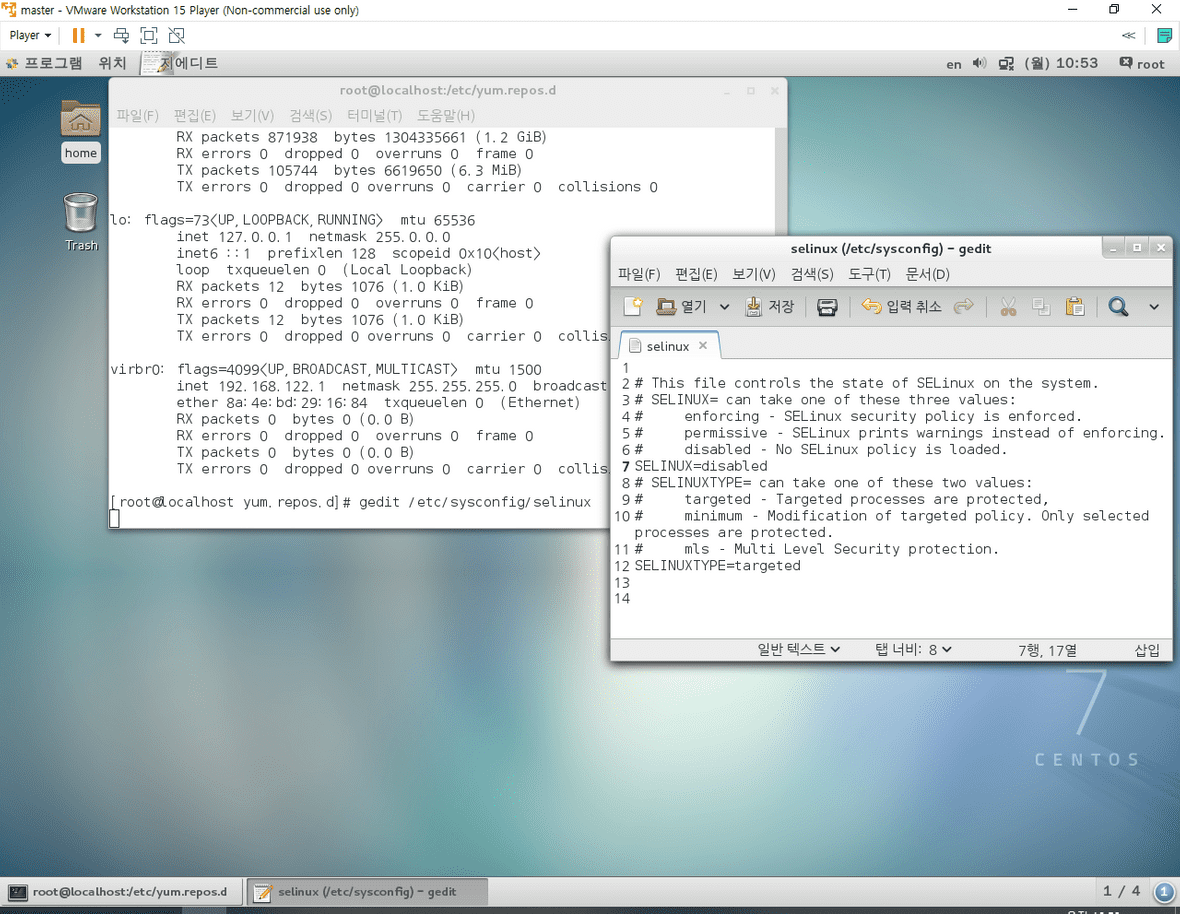 master - VMware Workstation 15 Player (Non-commercial use only)
Player
프로그램 위치 지에디트 en (월) 10:53 root
home
Trash
root@localhost:/etc/yum.repos.d
파일(F) 편집(E) 보기(V) 검색(S) 터미널(T) 도움말(H)
RX packets 871938 bytes 1304335661 (1.2 GiB)
RX errors 0 dropped 0 overruns 0 frame 0
TX packets 105744 bytes 6619650 (6.3 MiB)
TX errors 0 dropped 0 overruns 0 carrier 0 collisions 0
lo: flags=73<UP,LOOPBACK,RUNNING> mtu 65536
inet 127.0.0.1 netmask 255.0.0.0
inet6 ::1 prefixlen 128 scopeid 0x10<host>
loop txqueuelen 0 (Local Loopback)
RX packets 12 bytes 1076 (1.0 KiB)
RX errors 0 dropped 0 overruns 0 frame 0
TX packets 12 bytes 1076 (1.0 KiB)
TX errors 0 dropped 0 overruns 0 carrier 0 collis
virbr0: flags=4099<UP,BROADCAST,MULTICAST> mtu 1500
inet 192.168.122.1 netmask 255.255.255.0 broadcast
ether 8a:4e:bd:29:16:84 txqueuelen 0 (Ethernet)
RX packets 0 bytes 0 (0.0 B)
RX errors 0 dropped 0 overruns 0 frame 0
TX packets 0 bytes 0 (0.0 B)
TX errors 0 dropped 0 overruns 0 carrier 0 collis
[root@localhost yum.repos.d]# gedit /etc/sysconfig/selinux
selinux (/etc/sysconfig) - gedit
파일(F) 편집(E) 보기(V) 검색(S) 도구(T) 문서(D)
열기 저장 입력 취소
selinux
1
2 # This file controls the state of SELinux on the system.
3 # SELINUX= can take one of these three values:
4 # enforcing - SELinux security policy is enforced.
5 # permissive - SELinux prints warnings instead of enforcing.
6 # disabled - No SELinux policy is loaded.
7 SELINUX=disabled
8 # SELINUXTYPE= can take one of these two values:
9 # targeted - Targeted processes are protected,
10 # minimum - Modification of targeted policy. Only selected
processes are protected.
11 # mls - Multi Level Security protection.
12 SELINUXTYPE=targeted
13
14
일반 텍스트 탭 너비: 8 7행, 17열 삽입
7
CENTOS
root@localhost:/etc/yum.repos.d selinux (/etc/sysconfig) - gedit 1 / 4 1